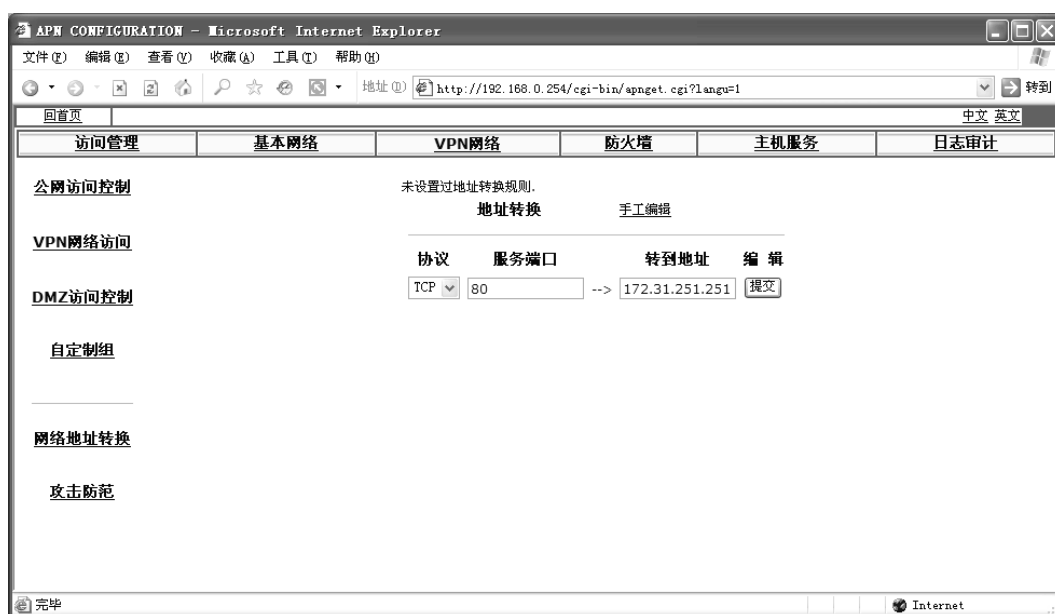 APN CONFIGURATION - Microsoft Internet Explorer
文件(F) 编辑(E) 查看(V) 收藏(A) 工具(T) 帮助(H)
地址(D) http://192.168.0.254/cgi-bin/apnget.cgi?langu=1 转到
回首页 中文 英文
访问管理 基本网络 VPN网络 防火墙 主机服务 日志审计
公网访问控制
VPN网络访问
DMZ访问控制
自定制组
网络地址转换
攻击防范
未设置过地址转换规则.
地址转换 手工编辑
协议 服务端口 转到地址 编 辑
TCP 80 --> 172.31.251.251 提交
完毕 Internet